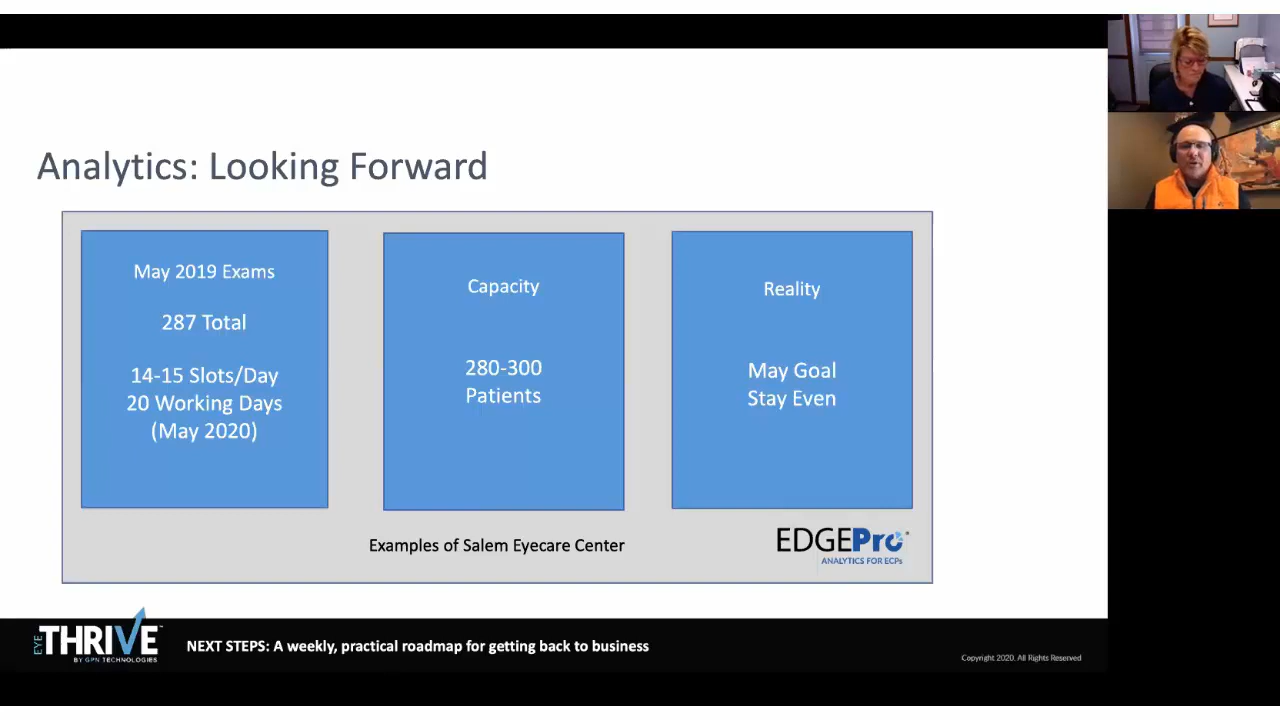 Analytics: Looking Forward
May 2019 Exams
287 Total
14-15 Slots/Day
20 Working Days
(May 2020)
Capacity
280-300
Patients
Reality
May Goal
Stay Even
Examples of Salem Eyecare Center
EDGEPro
ANALYTICS FOR ECPs
EYE
THRIVE™
BY GPN TECHNOLOGIES
NEXT STEPS: A weekly, practical roadmap for getting back to business
Copyright 2020. All Rights Reserved